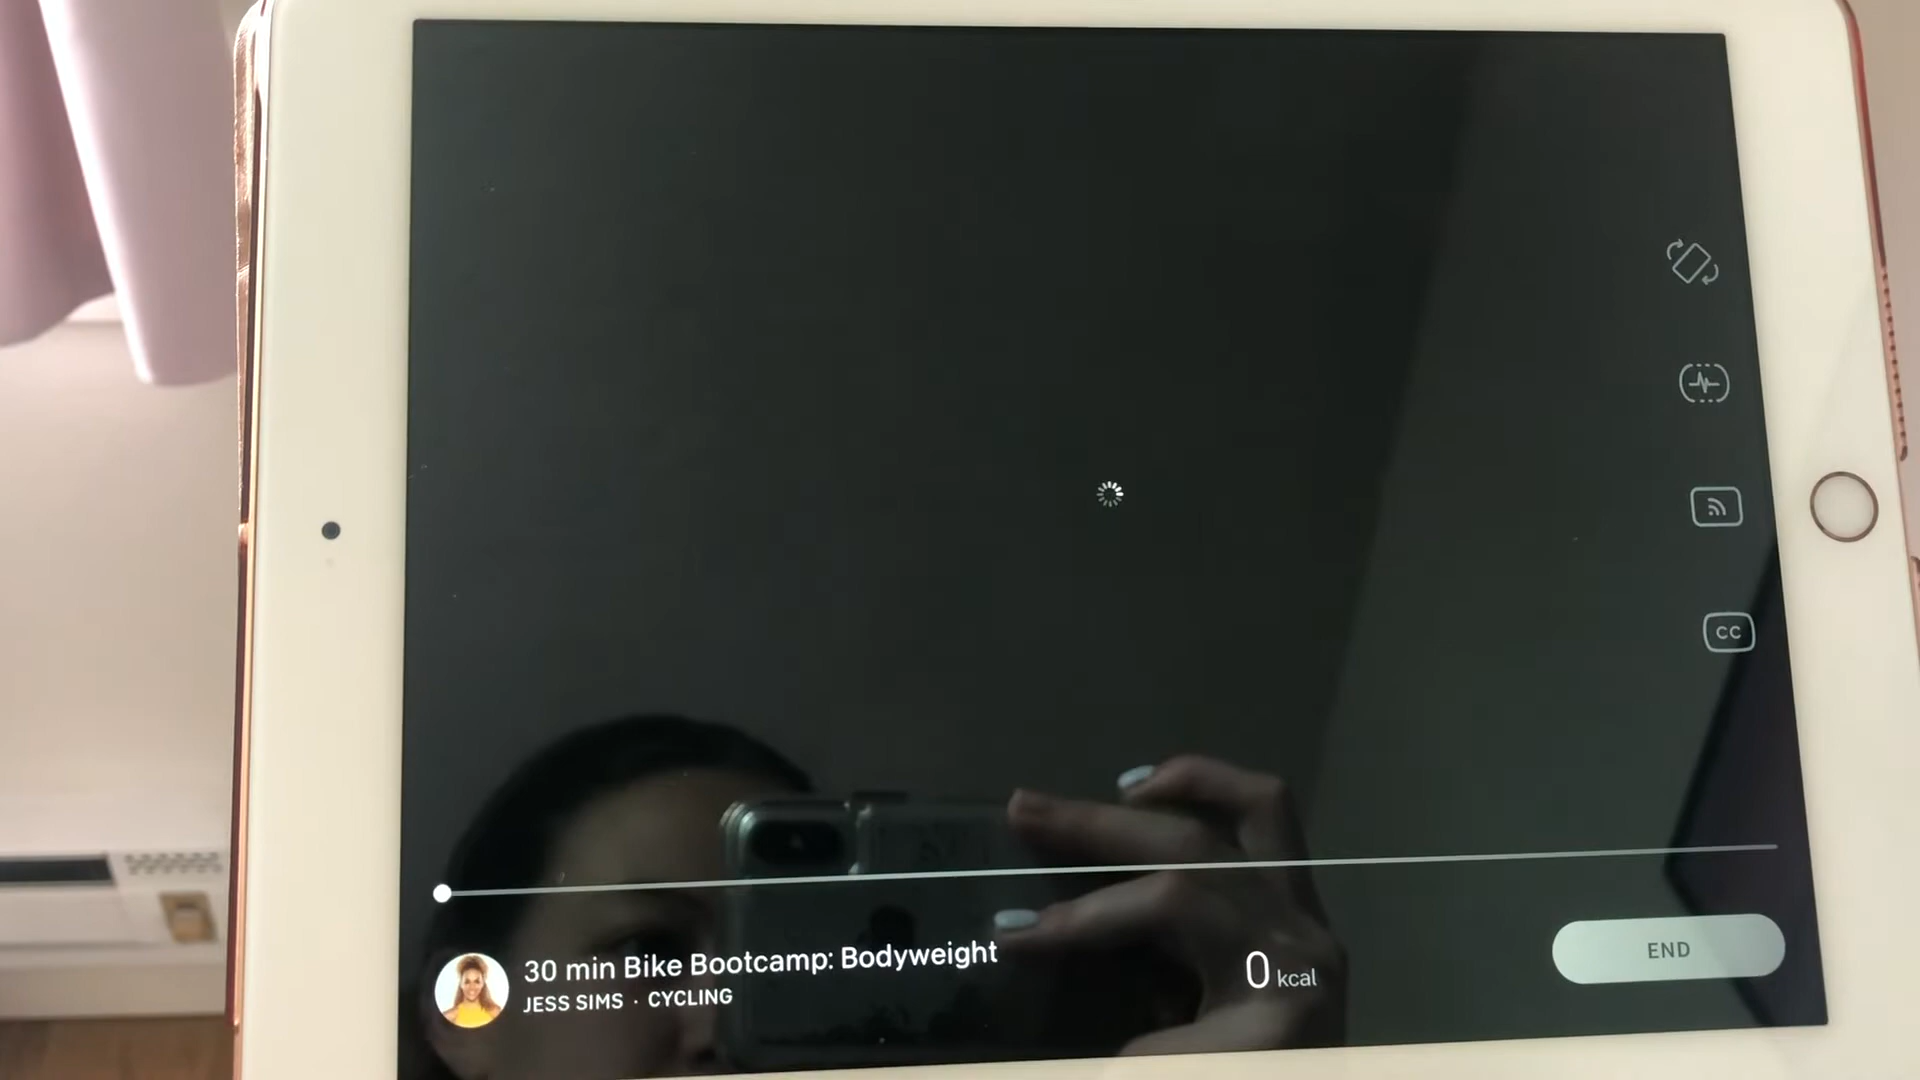 CC
30 min Bike Bootcamp: Bodyweight
JESS SIMS · CYCLING
0 kcal
END